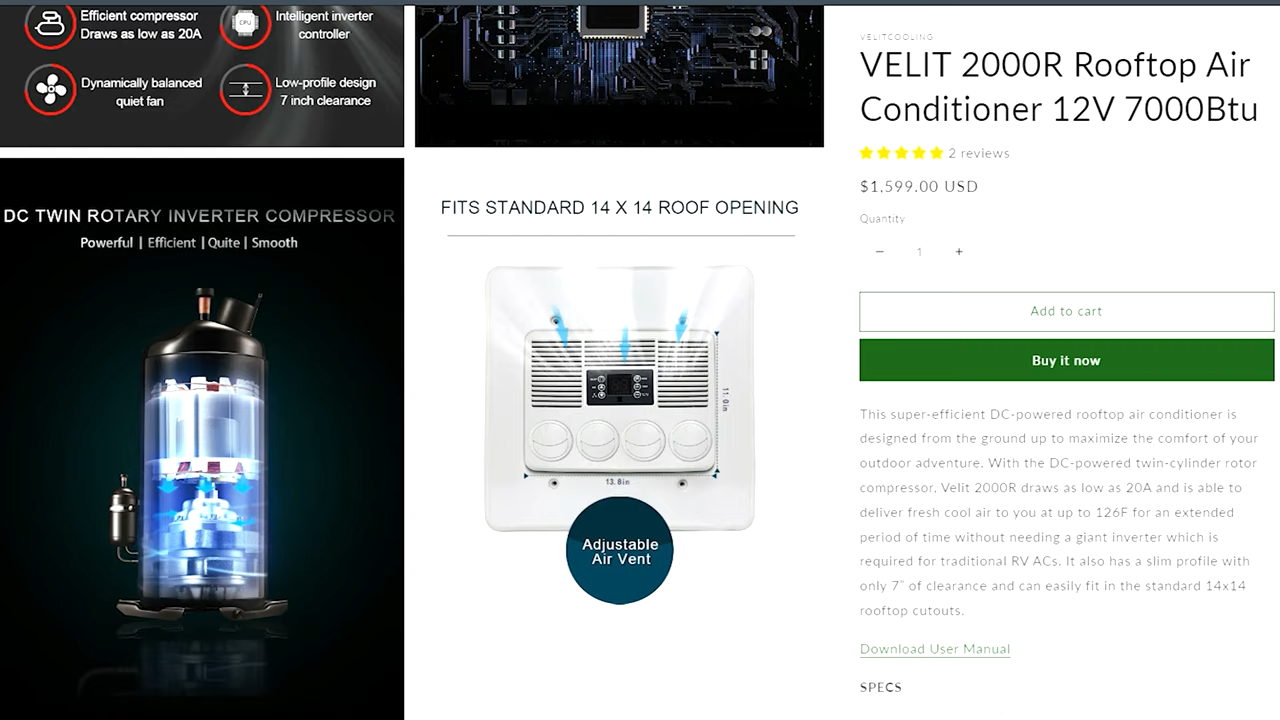 Efficient compressor
Draws as low as 20A
CPU
Intelligent inverter
controller
Dynamically balanced
quiet fan
Low-profile design
7 inch clearance
DC TWIN ROTARY INVERTER COMPRESSOR
Powerful | Efficient | Quite | Smooth
FITS STANDARD 14 X 14 ROOF OPENING
11.0in
13.8in
Adjustable
Air Vent
VELITCOOLING
VELIT 2000R Rooftop Air
Conditioner 12V 7000Btu
2 reviews
$1,599.00 USD
Quantity
− 1 +
Add to cart
Buy it now
This super-efficient DC-powered rooftop air conditioner is
designed from the ground up to maximize the comfort of your
outdoor adventure. With the DC-powered twin-cylinder rotor
compressor, Velit 2000R draws as low as 20A and is able to
deliver fresh cool air to you at up to 126F for an extended
period of time without needing a giant inverter which is
required for traditional RV ACs. It also has a slim profile with
only 7" of clearance and can easily fit in the standard 14x14
rooftop cutouts.
Download User Manual
SPECS